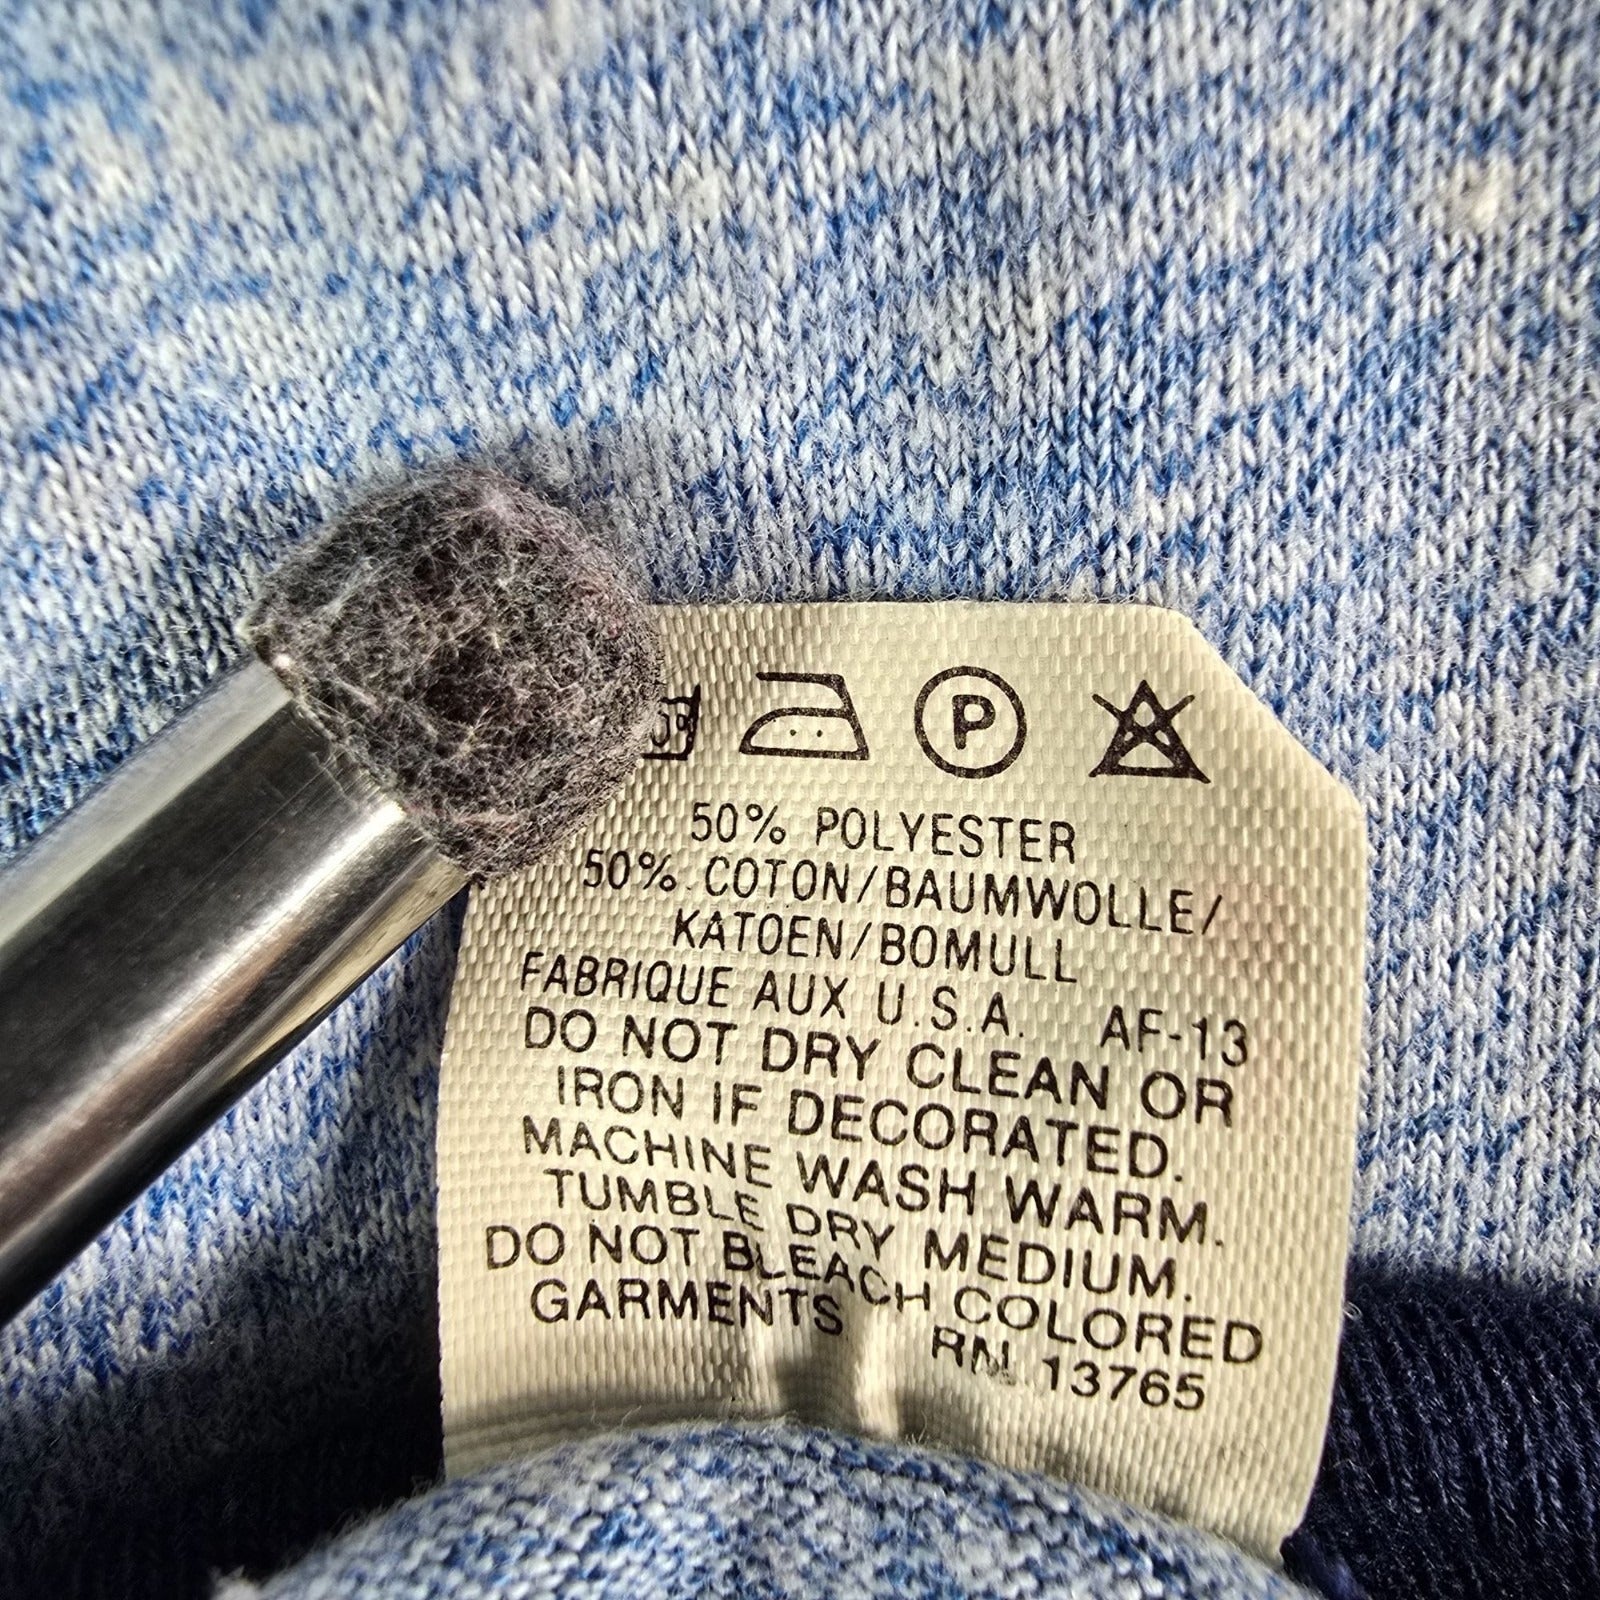 P
50% POLYESTER
50% COTON/BAUMWOLLE/
KATOEN/BOMULL
FABRIQUE AUX U.S.A. AF-13
DO NOT DRY CLEAN OR
IRON IF DECORATED.
MACHINE WASH WARM.
TUMBLE DRY MEDIUM.
DO NOT BLEACH COLORED
GARMENTS RN 13765